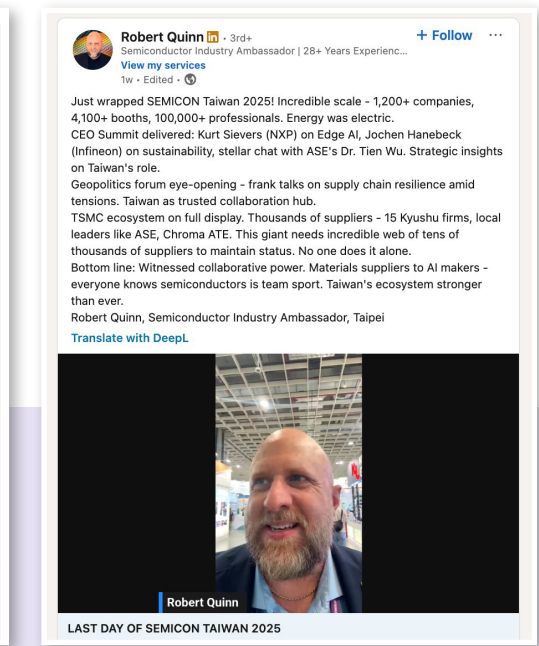 Robert Quinn in · 3rd+
+ Follow ···
Semiconductor Industry Ambassador | 28+ Years Experienc...
View my services
1w · Edited ·
Just wrapped SEMICON Taiwan 2025! Incredible scale - 1,200+ companies,
4,100+ booths, 100,000+ professionals. Energy was electric.
CEO Summit delivered: Kurt Sievers (NXP) on Edge AI, Jochen Hanebeck
(Infineon) on sustainability, stellar chat with ASE's Dr. Tien Wu. Strategic insights
on Taiwan's role.
Geopolitics forum eye-opening - frank talks on supply chain resilience amid
tensions. Taiwan as trusted collaboration hub.
TSMC ecosystem on full display. Thousands of suppliers - 15 Kyushu firms, local
leaders like ASE, Chroma ATE. This giant needs incredible web of tens of
thousands of suppliers to maintain status. No one does it alone.
Bottom line: Witnessed collaborative power. Materials suppliers to AI makers -
everyone knows semiconductors is team sport. Taiwan's ecosystem stronger
than ever.
Robert Quinn, Semiconductor Industry Ambassador, Taipei
Translate with DeepL
Robert Quinn
LAST DAY OF SEMICON TAIWAN 2025